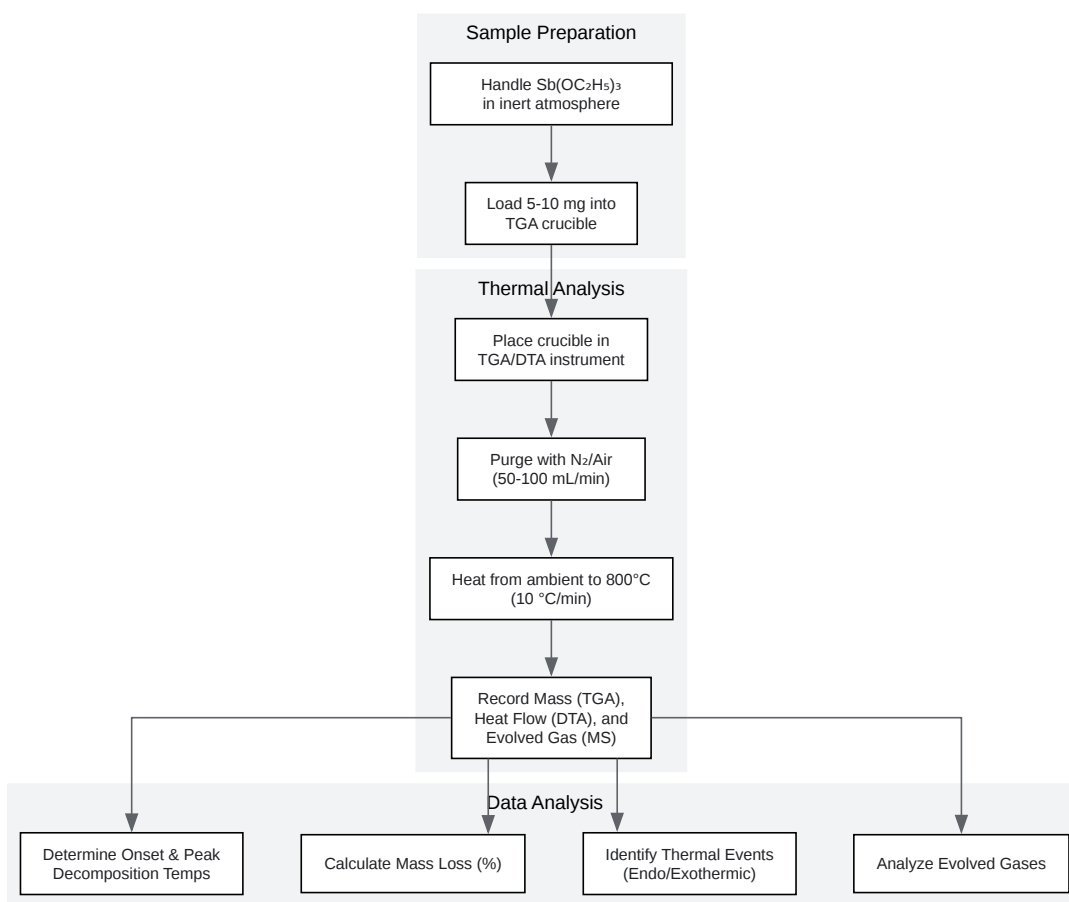 Sample Preparation
Handle Sb(OC₂H₅)₃
in inert atmosphere
Load 5-10 mg into
TGA crucible
Thermal Analysis
Place crucible in
TGA/DTA instrument
Purge with N₂/Air
(50-100 mL/min)
Heat from ambient to 800°C
(10 °C/min)
Record Mass (TGA),
Heat Flow (DTA), and
Evolved Gas (MS)
Data Analysis
Determine Onset & Peak
Decomposition Temps
Calculate Mass Loss (%)
Identify Thermal Events
(Endo/Exothermic)
Analyze Evolved Gases